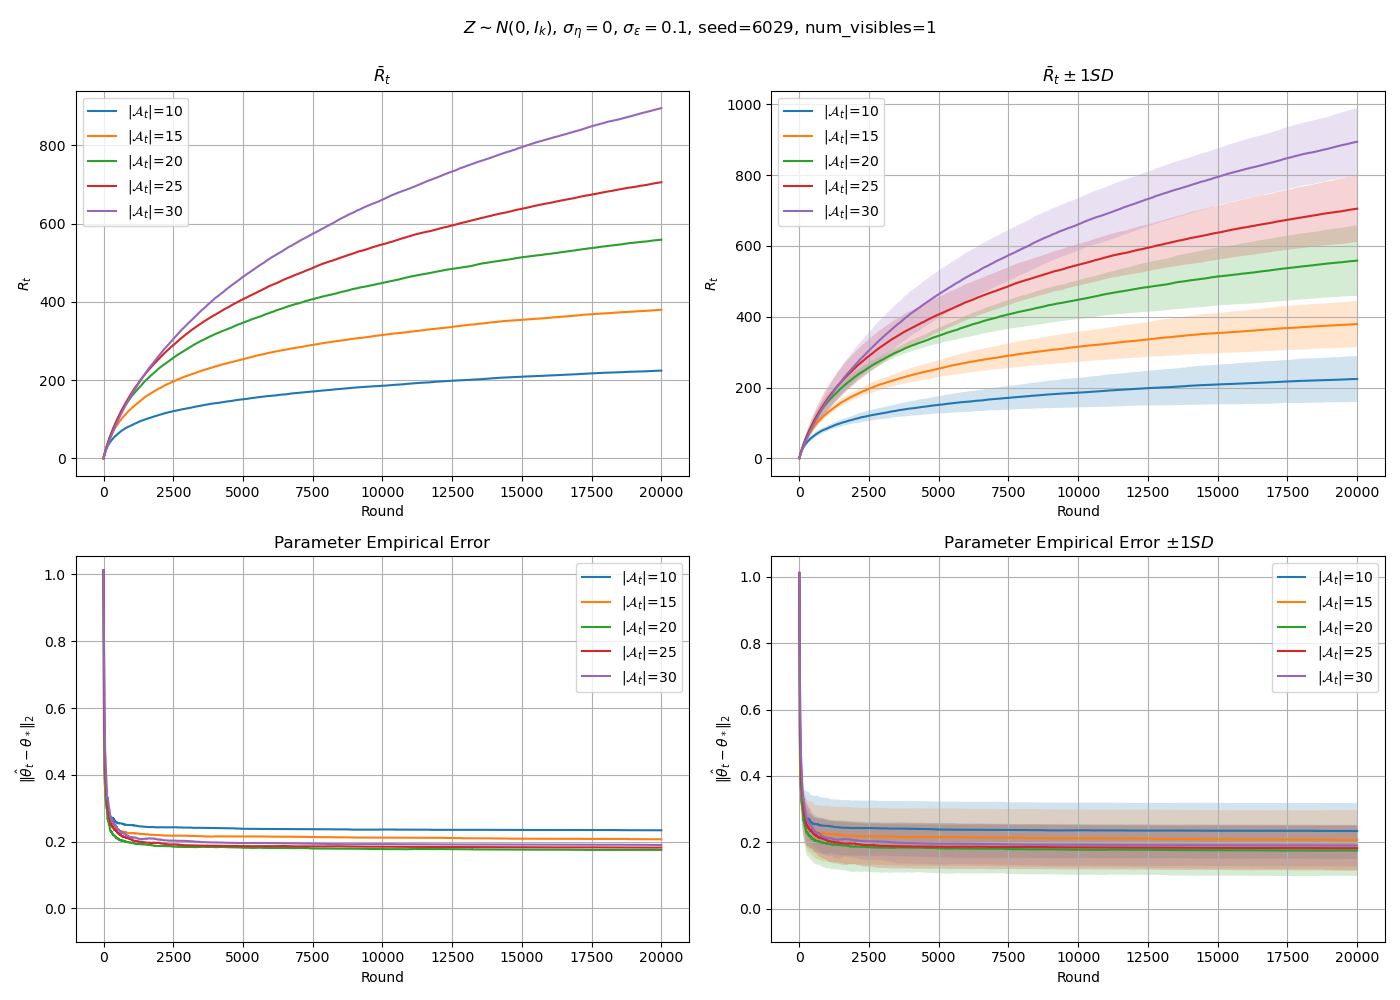 Z ∼ N(0, I_k), σ_η = 0, σ_ε = 0.1, seed=6029, num_visibles=1
R̄_t
|𝒜_t|=10
|𝒜_t|=15
|𝒜_t|=20
|𝒜_t|=25
|𝒜_t|=30
R_t
800
600
400
200
0
0 2500 5000 7500 10000 12500 15000 17500 20000
Round
R̄_t ± 1SD
|𝒜_t|=10
|𝒜_t|=15
|𝒜_t|=20
|𝒜_t|=25
|𝒜_t|=30
R_t
1000
800
600
400
200
0
0 2500 5000 7500 10000 12500 15000 17500 20000
Round
Parameter Empirical Error
|𝒜_t|=10
|𝒜_t|=15
|𝒜_t|=20
|𝒜_t|=25
|𝒜_t|=30
‖θ̂_t − θ_*‖_2
1.0
0.8
0.6
0.4
0.2
0.0
0 2500 5000 7500 10000 12500 15000 17500 20000
Round
Parameter Empirical Error ±1SD
|𝒜_t|=10
|𝒜_t|=15
|𝒜_t|=20
|𝒜_t|=25
|𝒜_t|=30
‖θ̂_t − θ_*‖_2
1.0
0.8
0.6
0.4
0.2
0.0
0 2500 5000 7500 10000 12500 15000 17500 20000
Round